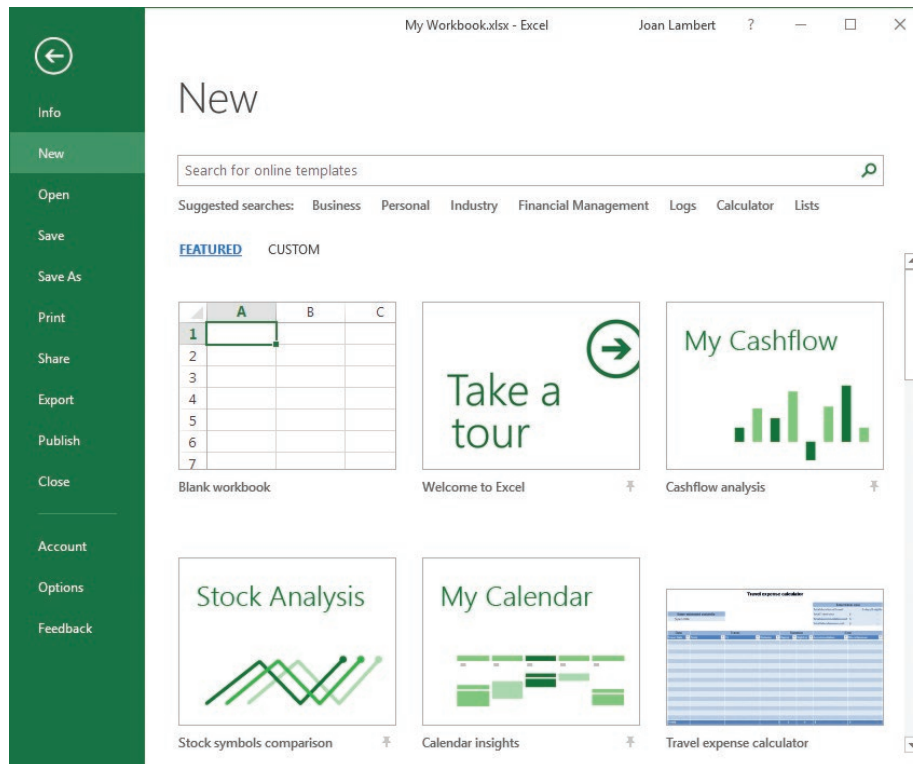 My Workbook.xlsx - Excel Joan Lambert ?
Info
New
Open
Save
Save As
Print
Share
Export
Publish
Close
Account
Options
Feedback
New
Search for online templates
Suggested searches: Business Personal Industry Financial Management Logs Calculator Lists
FEATURED CUSTOM
A B C
1
2
3
4
5
6
7
Blank workbook
Take a
tour
Welcome to Excel
My Cashflow
Cashflow analysis
Stock Analysis
Stock symbols comparison
My Calendar
Calendar insights
Travel expense calculator
Travel expense calculator